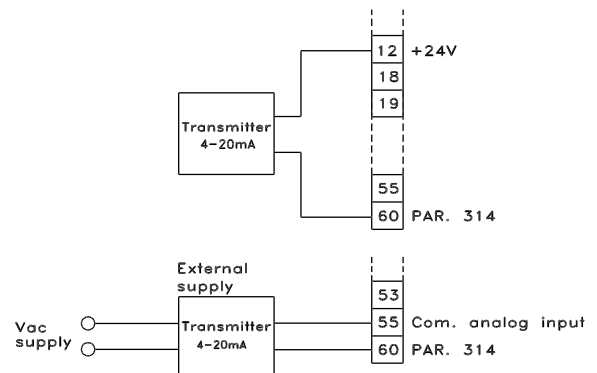 12 +24V
18
19
Transmitter
4-20mA
55
60 PAR. 314
External
supply
53
Vac
supply
Transmitter
4-20mA
55 Com. analog input
60 PAR. 314